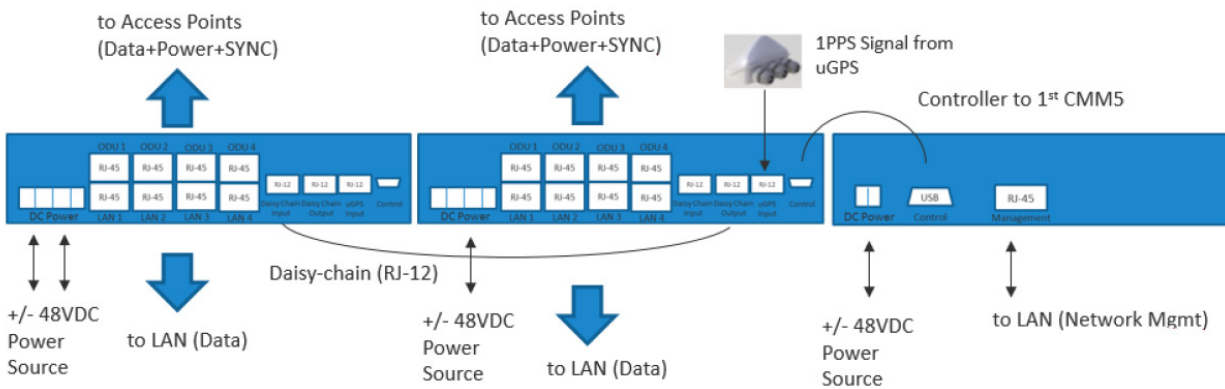 to Access Points
(Data+Power+SYNC)
to Access Points
(Data+Power+SYNC)
1PPS Signal from
uGPS
Controller to 1st CMM5
ODU 1 ODU 2 ODU 3 ODU 4
RJ-45 RJ-45 RJ-45 RJ-45
RJ-45 RJ-45 RJ-45 RJ-45
LAN 1 LAN 2 LAN 3 LAN 4
DC Power
RJ-12 RJ-12 RJ-12
Daisy Chain Input
Daisy Chain Output
uGPS Input
Control
ODU 1 ODU 2 ODU 3 ODU 4
RJ-45 RJ-45 RJ-45 RJ-45
RJ-45 RJ-45 RJ-45 RJ-45
LAN 1 LAN 2 LAN 3 LAN 4
DC Power
RJ-12 RJ-12 RJ-12
Daisy Chain Input
Daisy Chain Output
uGPS Input
Control
DC Power
USB
Control
RJ-45
Management
Daisy-chain (RJ-12)
+/- 48VDC
Power
Source
to LAN (Data)
+/- 48VDC
Power
Source
to LAN (Data)
+/- 48VDC
Power
Source
to LAN (Network Mgmt)